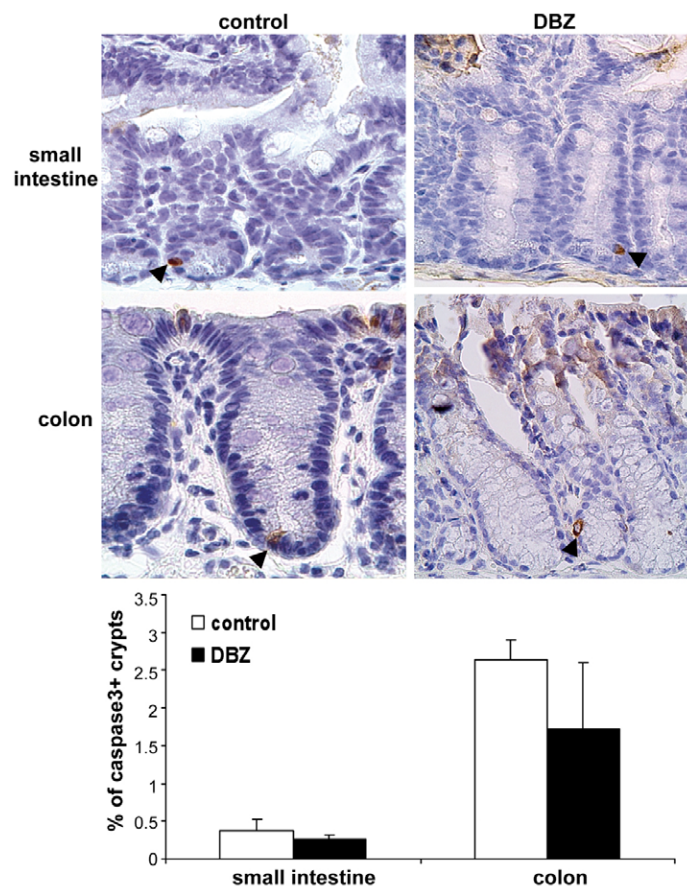 control
DBZ
small
intestine
colon
% of caspase3+ crypts
3.5
3
2.5
2
1.5
1
0.5
0
control
DBZ
small intestine
colon